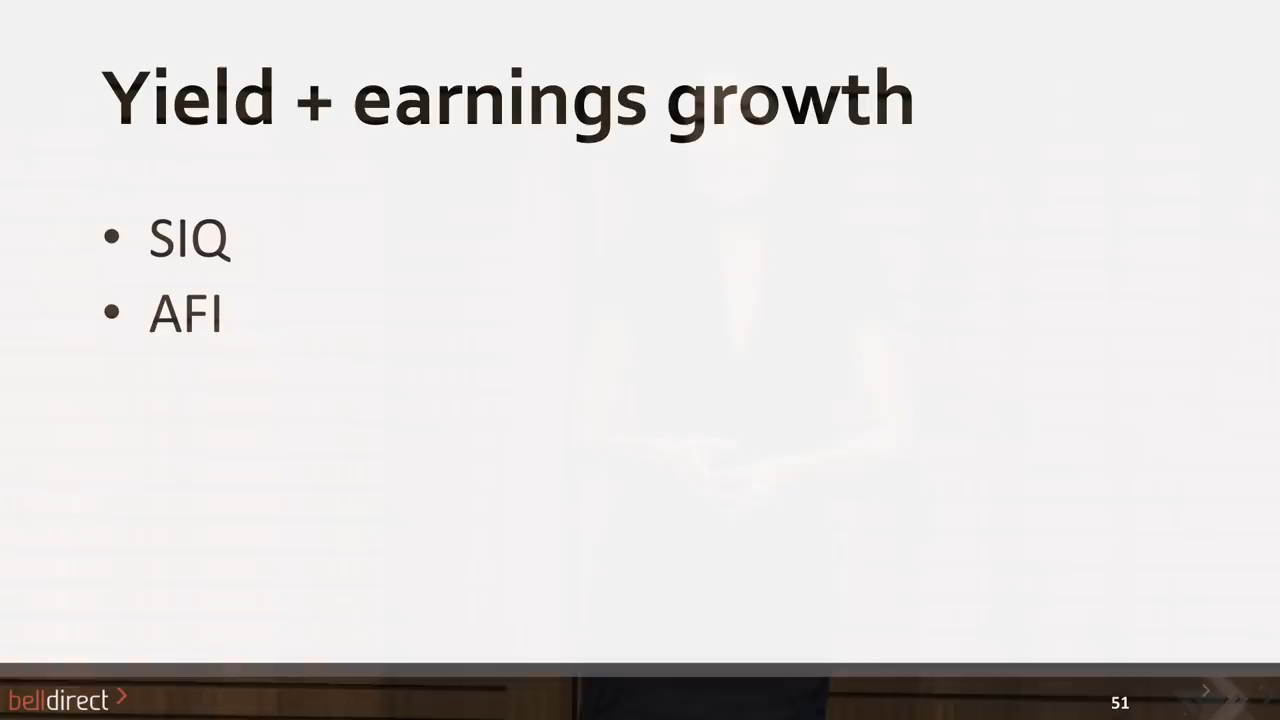 Yield + earnings growth
• SIQ
• AFI
belldirect
51